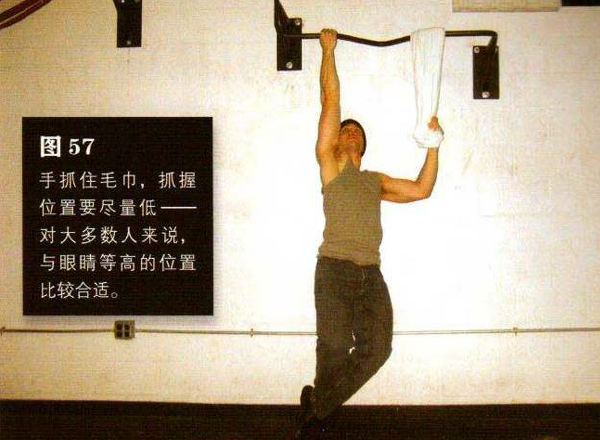 图 57
手抓住毛巾，抓握
位置要尽量低——
对大多数人来说，
与眼睛等高的位置
比较合适。